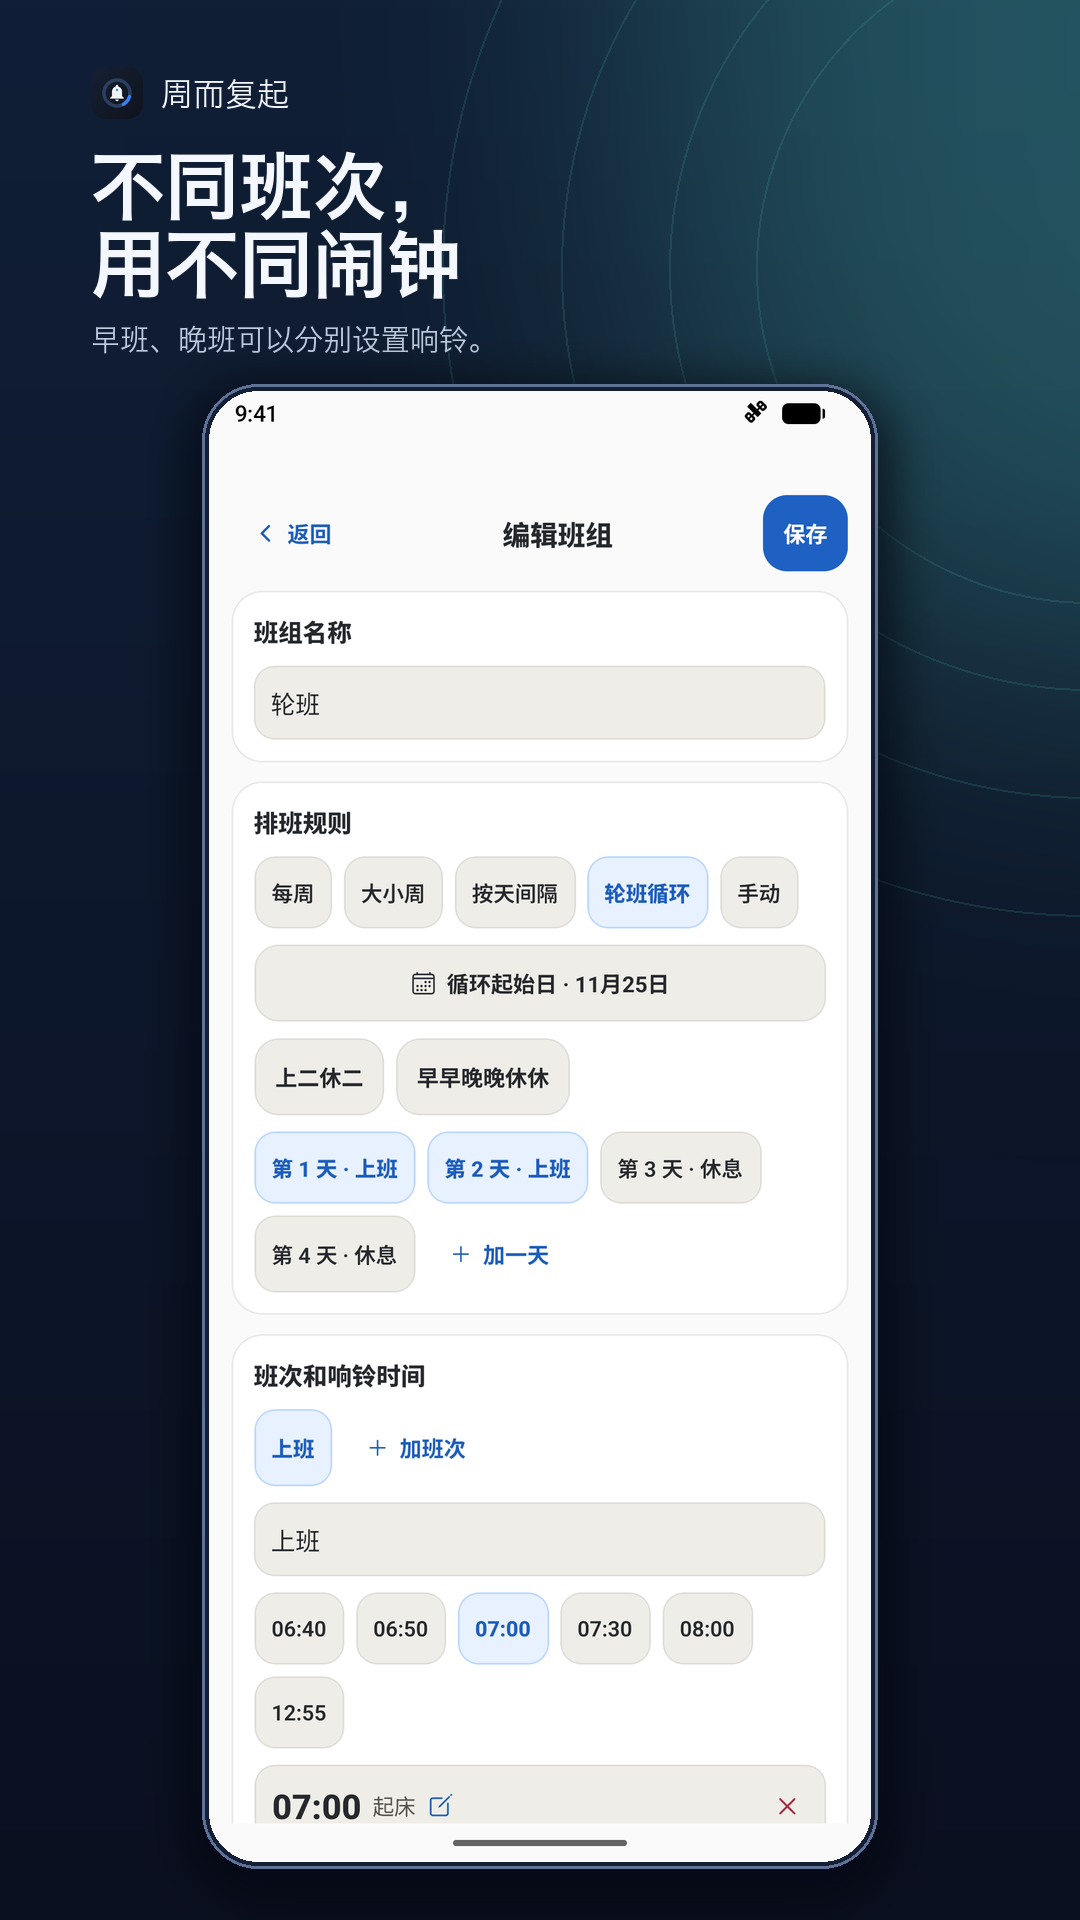 周而复起
不同班次，
用不同闹钟
早班、晚班可以分别设置响铃。
9:41
返回
编辑班组
保存
班组名称
轮班
排班规则
每周 大小周 按天间隔 轮班循环 手动
循环起始日 · 11月25日
上二休二 早早晚晚休休
第 1 天 · 上班 第 2 天 · 上班 第 3 天 · 休息
第 4 天 · 休息 + 加一天
班次和响铃时间
上班 + 加班次
上班
06:40 06:50 07:00 07:30 08:00
12:55
07:00 起床